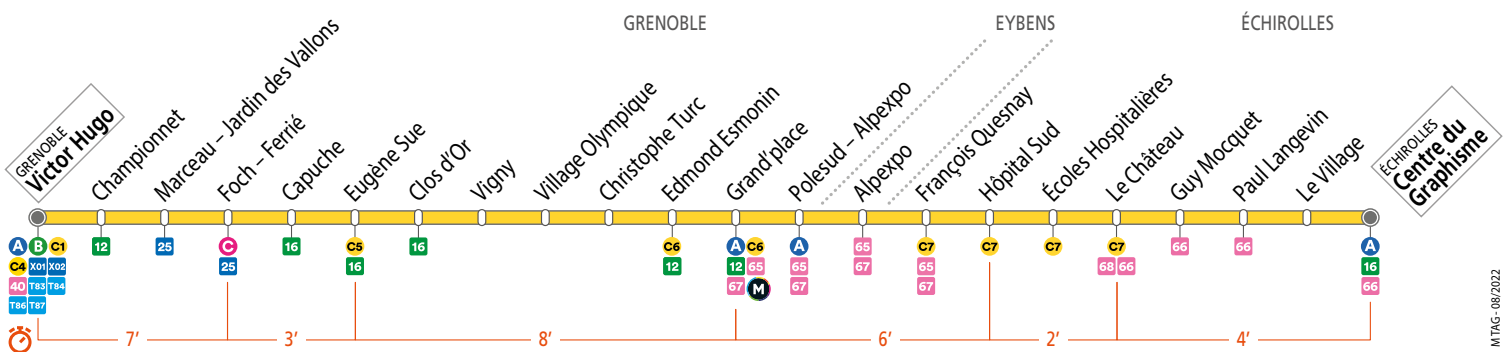 GRENOBLE
EYBENS
ÉCHIROLLES
GRENOBLE
Victor Hugo
Championnet
Marceau – Jardin des Vallons
Foch – Ferrié
Capuche
Eugène Sue
Clos d'Or
Vigny
Village Olympique
Christophe Turc
Edmond Esmonin
Grand'place
Polesud – Alpexpo
Alpexpo
François Quesnay
Hôpital Sud
Écoles Hospitalières
Le Château
Guy Mocquet
Paul Langevin
Le Village
ÉCHIROLLES
Centre du
Graphisme
A B C1
C4 X01 X02
40 T83 T84
T86 T87
12
25
C
25
16
C5
16
16
C6
12
A C6
12 65
67 M
A
65
67
65
67
C7
65
67
C7
C7
C7
68 66
66
66
A
16
66
7’
3’
8’
6’
2’
4’
M TAG - 08/2022